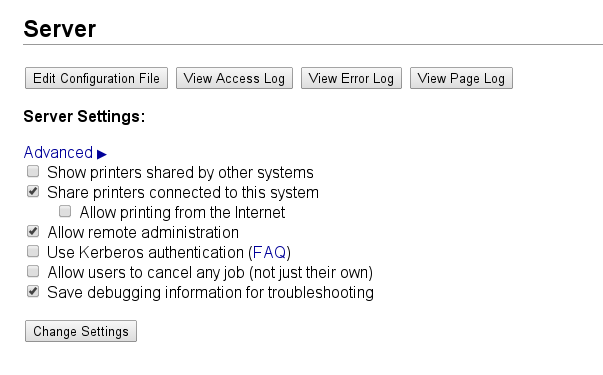 Server
Edit Configuration File View Access Log View Error Log View Page Log
Server Settings:
Advanced ▶
Show printers shared by other systems
Share printers connected to this system
Allow printing from the Internet
Allow remote administration
Use Kerberos authentication (FAQ)
Allow users to cancel any job (not just their own)
Save debugging information for troubleshooting
Change Settings